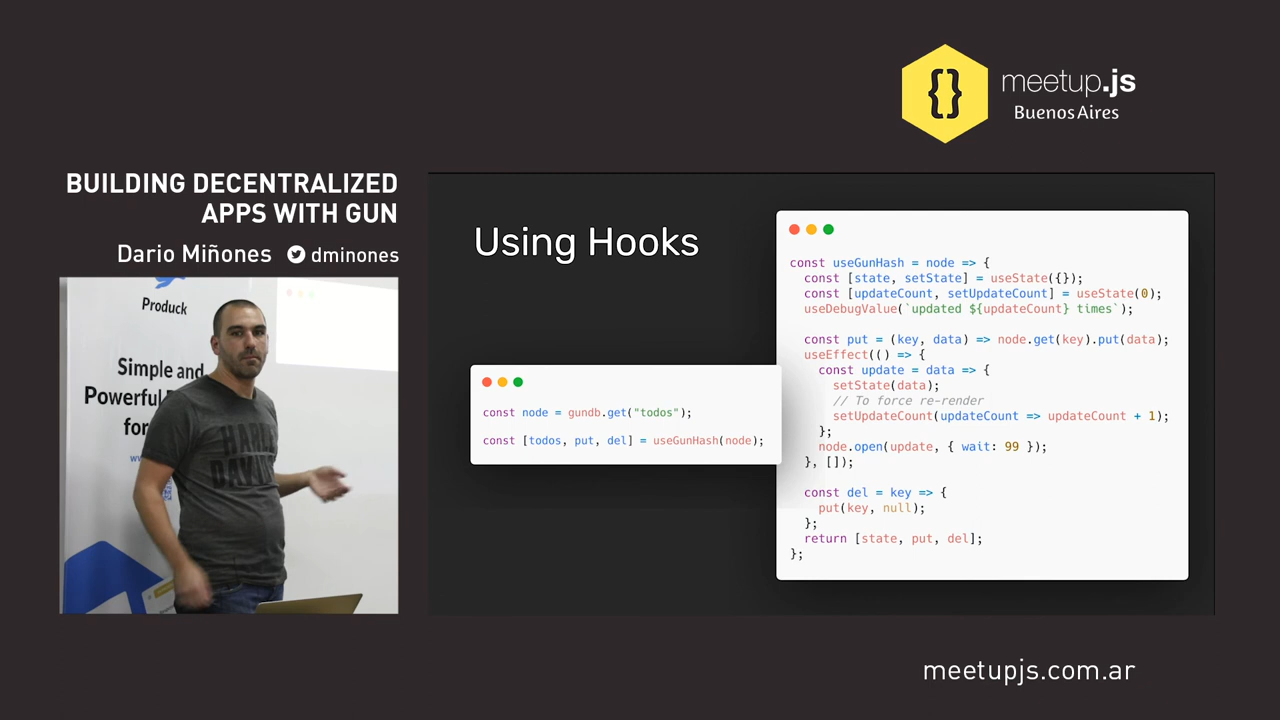 {}
meetup.js
Buenos Aires
BUILDING DECENTRALIZED
APPS WITH GUN
Dario Miñones dminones
Produck
Simple and
Powerful
for
Using Hooks
const node = gundb.get("todos");
const [todos, put, del] = useGunHash(node);
const useGunHash = node => {
  const [state, setState] = useState({});
  const [updateCount, setUpdateCount] = useState(0);
  useDebugValue(`updated ${updateCount} times`);
  const put = (key, data) => node.get(key).put(data);
  useEffect(() => {
    const update = data => {
      setState(data);
      // To force re-render
      setUpdateCount(updateCount => updateCount + 1);
    };
    node.open(update, { wait: 99 });
  }, []);
  const del = key => {
    put(key, null);
  };
  return [state, put, del];
};
meetupjs.com.ar